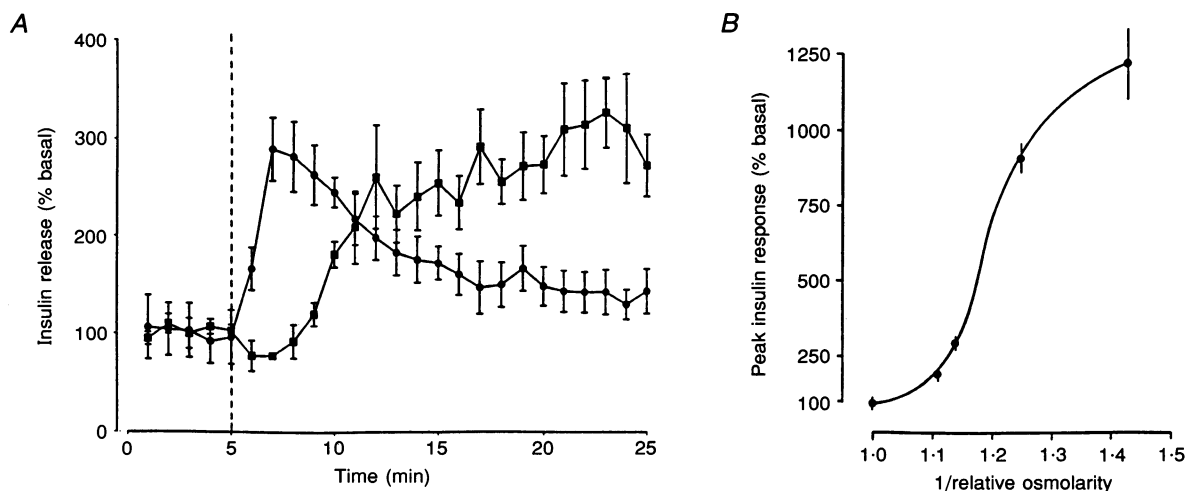 A
400
300
200
100
0
Insulin release (% basal)
0 5 10 15 20 25
Time (min)
B
1250
1000
750
500
250
100
Peak insulin response (% basal)
1·0 1·1 1·2 1·3 1·4 1·5
1/relative osmolarity